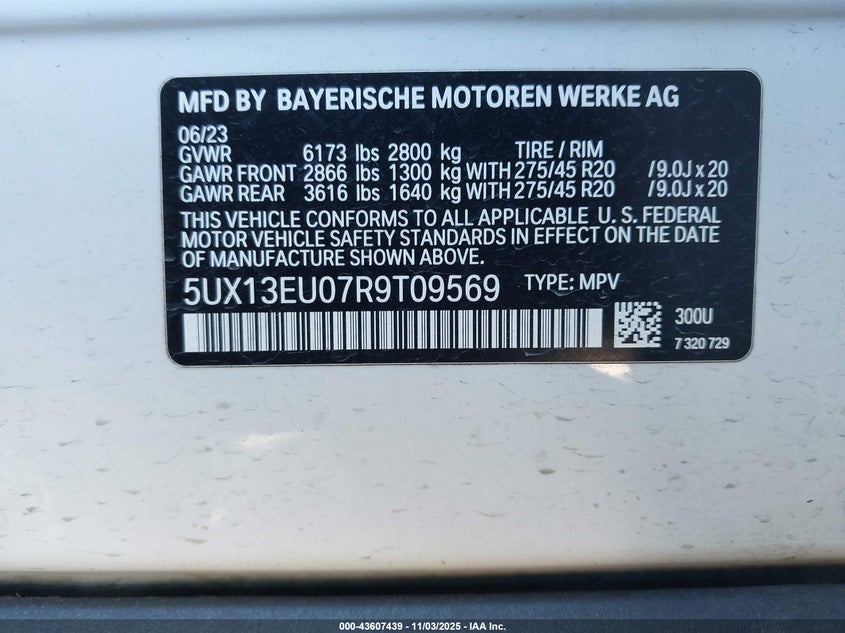 MFD BY BAYERISCHE MOTOREN WERKE AG
06/23
GVWR 6173 lbs 2800 kg TIRE / RIM
GAWR FRONT 2866 lbs 1300 kg WITH 275/45 R20 /9.0J x 20
GAWR REAR 3616 lbs 1640 kg WITH 275/45 R20 /9.0J x 20
THIS VEHICLE CONFORMS TO ALL APPLICABLE U. S. FEDERAL
MOTOR VEHICLE SAFETY STANDARDS IN EFFECT ON THE DATE
OF MANUFACTURE SHOWN ABOVE.
5UX13EU07R9T09569 TYPE: MPV
300U
7 320 729
000-43607439 - 11/03/2025 - IAA Inc.